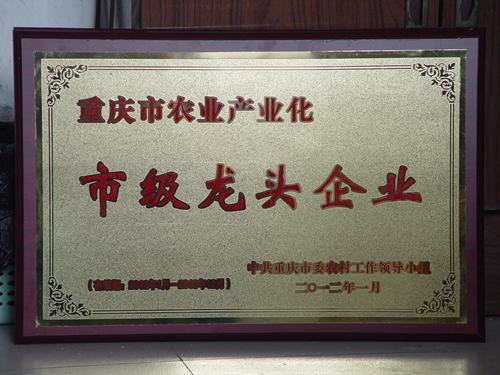 重庆市农业产业化
市级龙头企业
中共重庆市委农村工作领导小组
二〇一二年一月